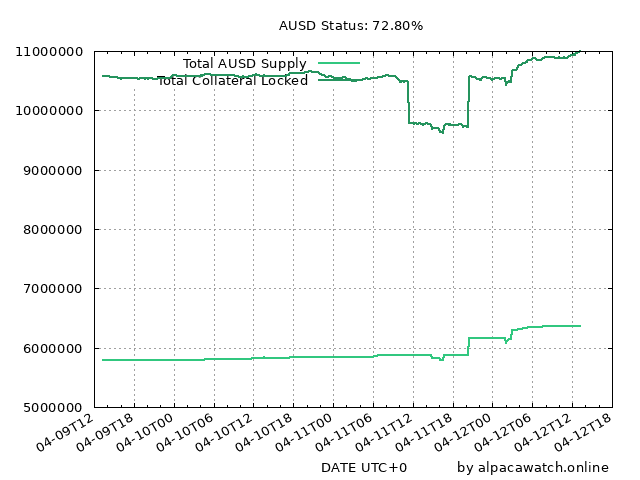 AUSD Status: 72.80%
11000000
Total AUSD Supply
Total Collateral Locked
10000000
9000000
8000000
7000000
6000000
5000000
04-09T12 04-09T18 04-10T00 04-10T06 04-10T12 04-10T18 04-11T00 04-11T06 04-11T12 04-11T18 04-12T00 04-12T06 04-12T12 04-12T18
DATE UTC+0 by alpacawatch.online